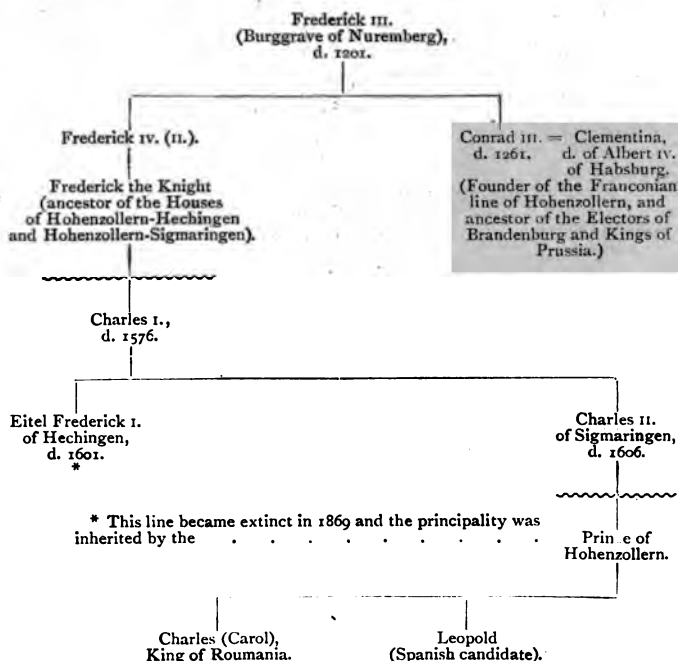 Frederick III.
(Burggrave of Nuremberg),
d. 1201.
Frederick IV. (II.).
Conrad III. = Clementina,
d. 1261. d. of Albert IV.
of Habsburg.
(Founder of the Franconian
line of Hohenzollern, and
ancestor of the Electors of
Brandenburg and Kings of
Prussia.)
Frederick the Knight
(ancestor of the Houses
of Hohenzollern-Hechingen
and Hohenzollern-Sigmaringen).
Charles I.,
d. 1576.
Eitel Frederick I.
of Hechingen,
d. 1601.
*
Charles II.
of Sigmaringen,
d. 1606.
* This line became extinct in 1869 and the principality was
inherited by the . . . . . . . . .
Prin e of
Hohenzollern.
Charles (Carol),
King of Roumania.
Leopold
(Spanish candidate).